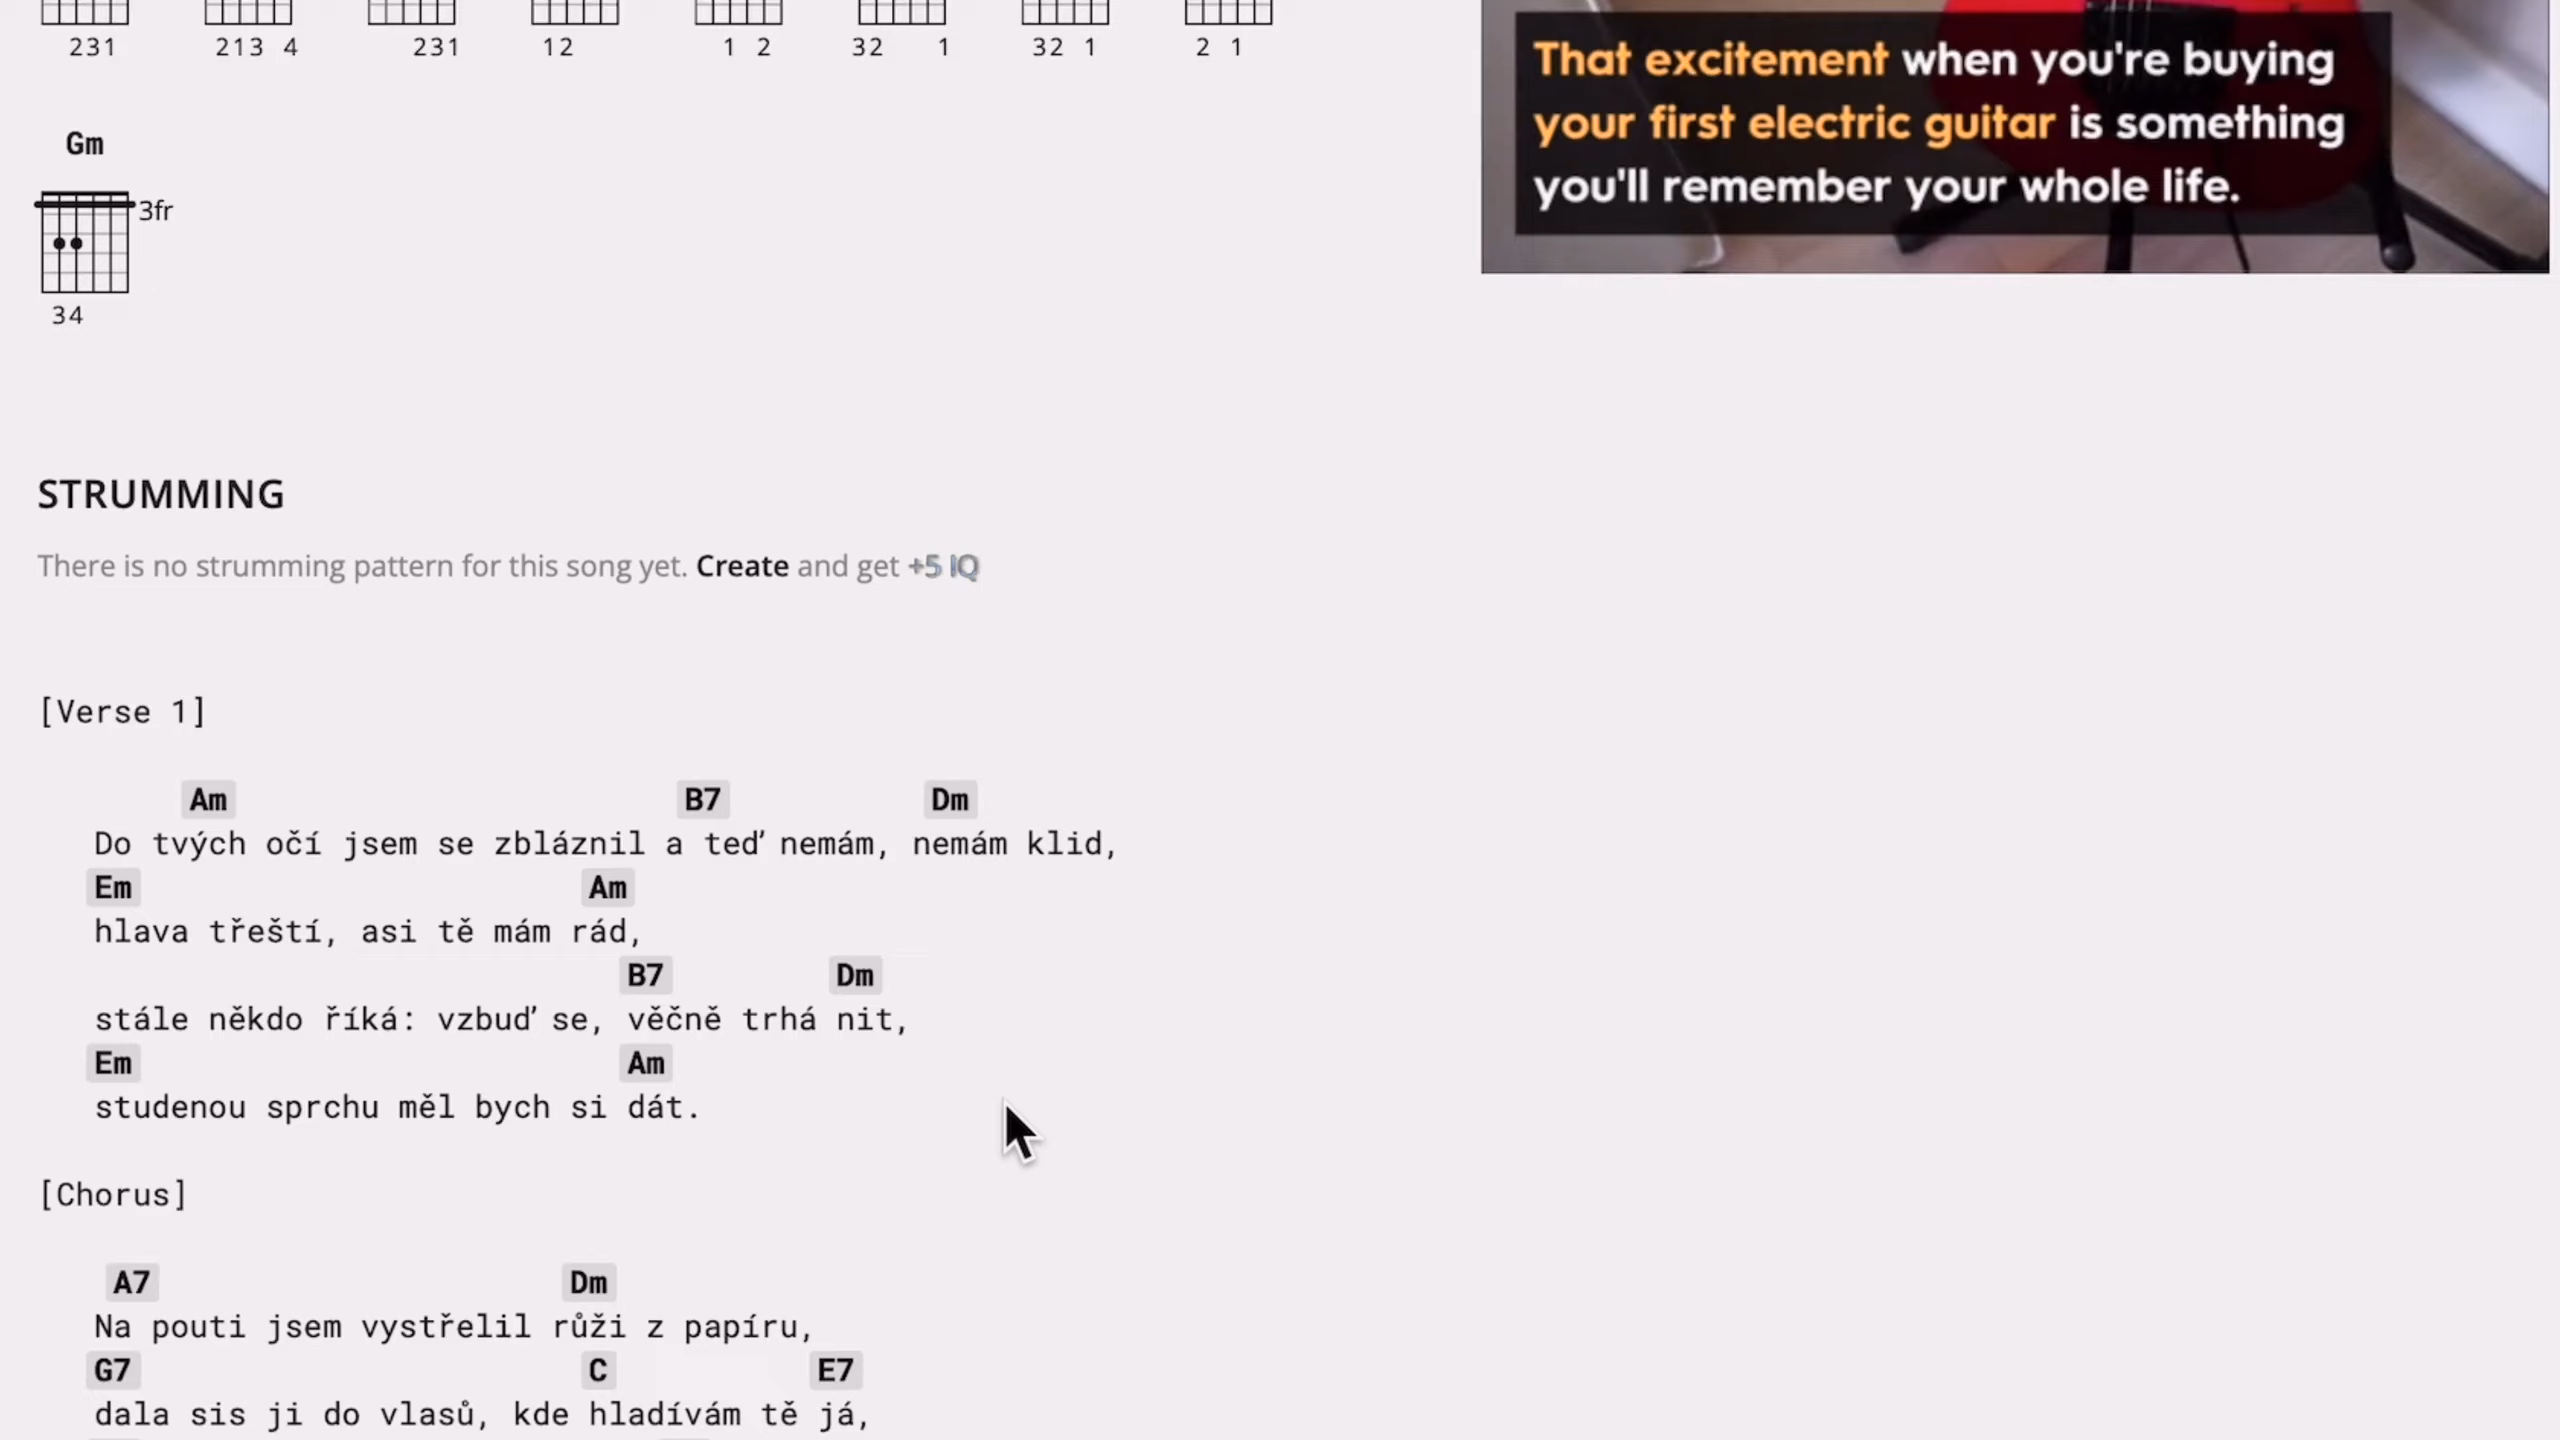 231 213 4 231 12 1 2 32 1 32 1 2 1
That excitement when you're buying
your first electric guitar is something
you'll remember your whole life.
Gm
3fr
34
STRUMMING
There is no strumming pattern for this song yet. Create and get +5 IQ
[Verse 1]
Am B7 Dm
Do tvých očí jsem se zbláznil a teď nemám, nemám klid,
Em Am
hlava třeští, asi tě mám rád,
B7 Dm
stále někdo říká: vzbuď se, věčně trhá nit,
Em Am
studenou sprchu měl bych si dát.
[Chorus]
A7 Dm
Na pouti jsem vystřelil růži z papíru,
G7 C E7
dala sis ji do vlasů, kde hladívám tě já,